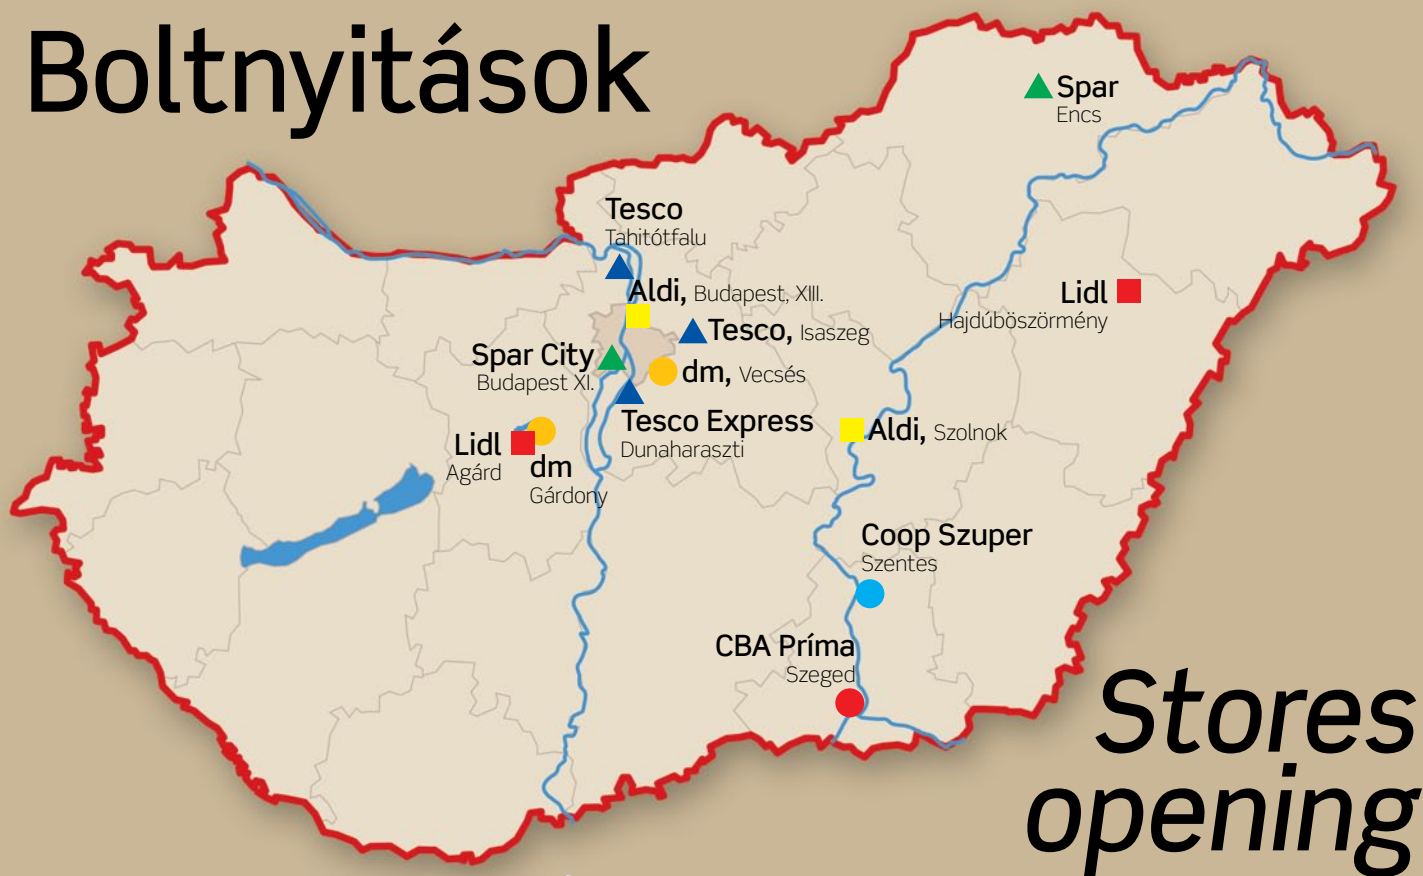 Boltnyitások
Spar
Encs
Tesco
Tahitótfalu
Aldi, Budapest, XIII.
Lidl
Hajdúböszörmény
Tesco, Isaszeg
Spar City
Budapest XI.
dm, Vecsés
Tesco Express
Dunaharaszti
Aldi, Szolnok
Lidl
Agárd
dm
Gárdony
Coop Szuper
Szentes
CBA Príma
Szeged
Stores
opening